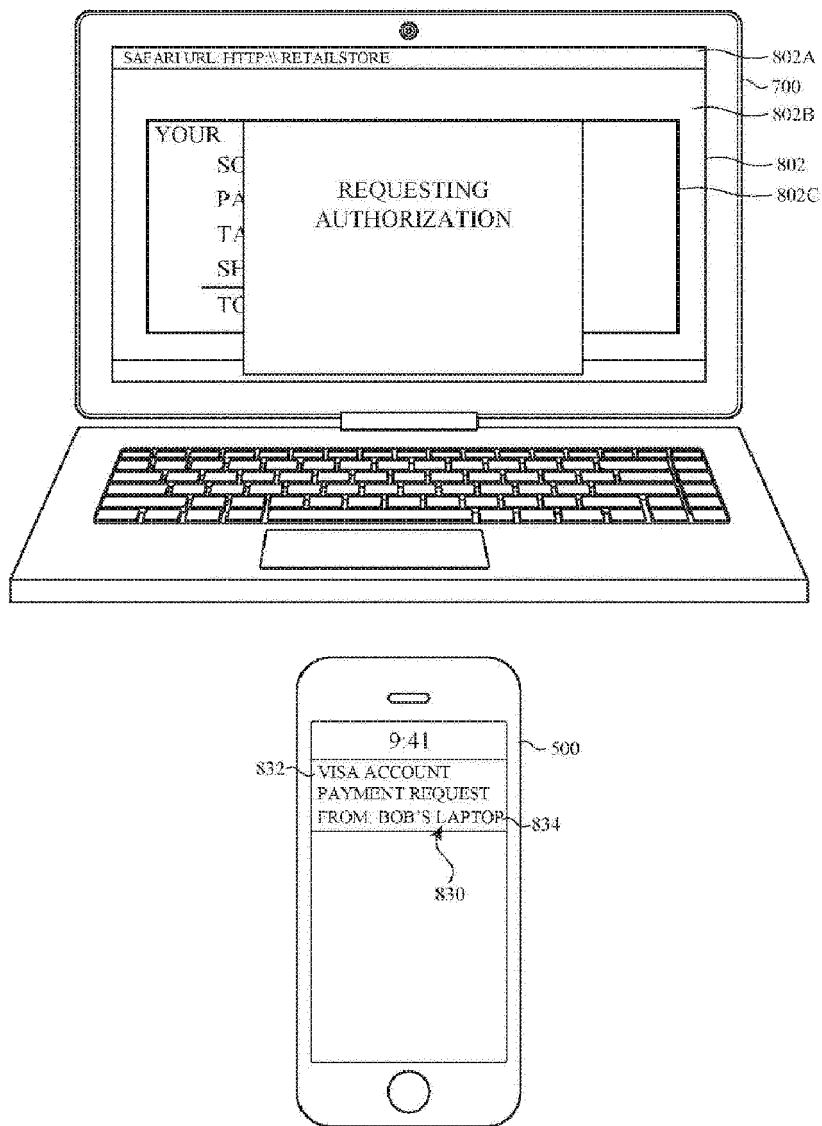 SAFARI URL: HTTP:\\ RETAILSTORE
802A
700
802B
802
802C
YOUR
SC
PA
TA
SH
TO
REQUESTING
AUTHORIZATION
9:41
500
832
VISA ACCOUNT
PAYMENT REQUEST
FROM: BOB'S LAPTOP
834
830